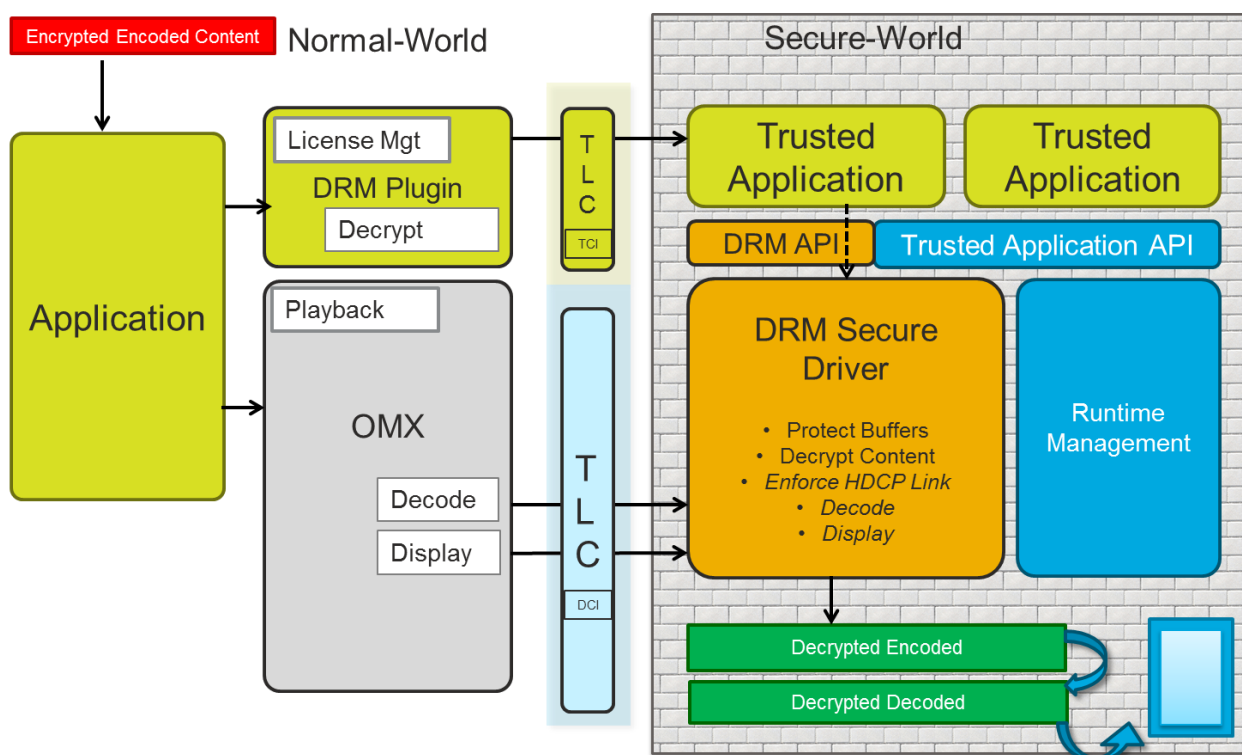 Encrypted Encoded Content
Normal-World
Secure-World
Application
License Mgt
DRM Plugin
Decrypt
T
L
C
TCI
Trusted
Application
Trusted
Application
DRM API
Trusted Application API
Playback
OMX
Decode
Display
T
L
C
DCI
DRM Secure
Driver
• Protect Buffers
• Decrypt Content
• Enforce HDCP Link
• Decode
• Display
Runtime
Management
Decrypted Encoded
Decrypted Decoded